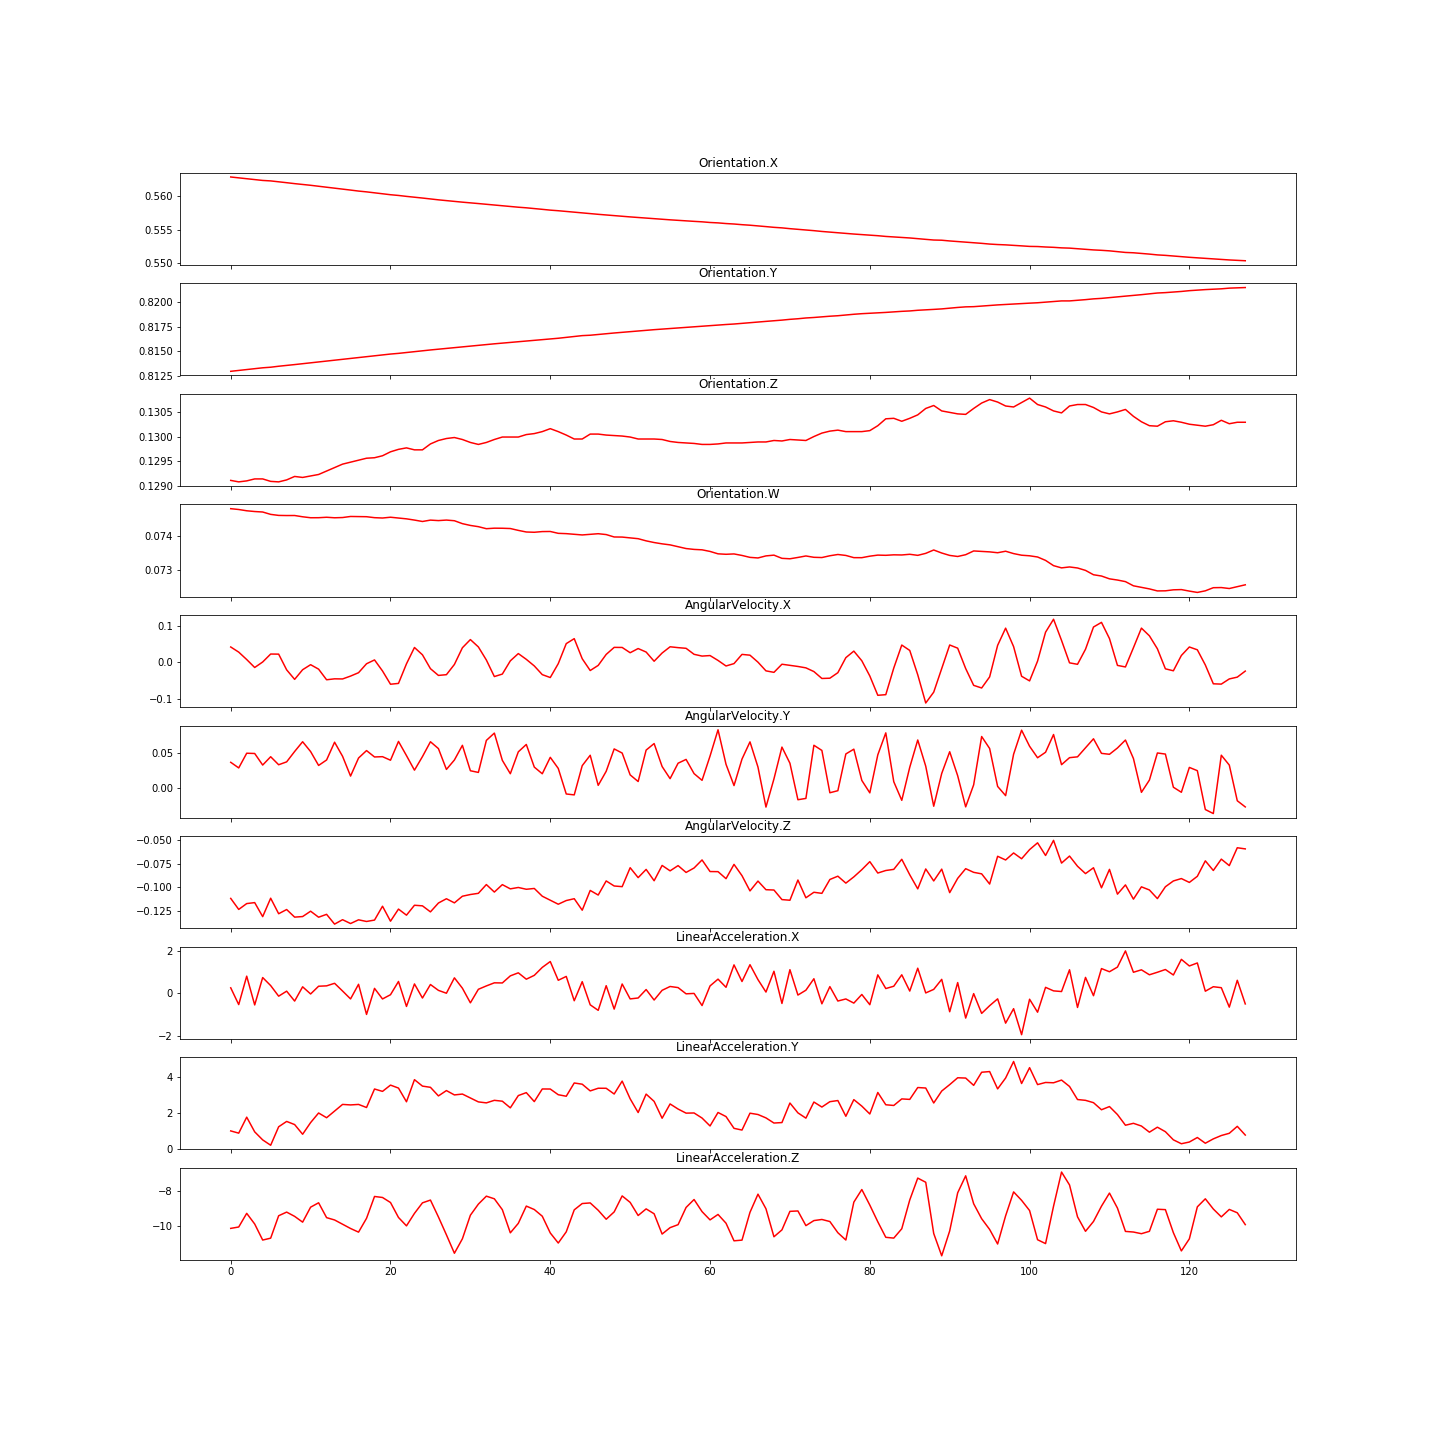 Orientation.X
0.560
0.555
0.550
Orientation.Y
0.8200
0.8175
0.8150
0.8125
Orientation.Z
0.1305
0.1300
0.1295
0.1290
Orientation.W
0.074
0.073
AngularVelocity.X
0.1
0.0
−0.1
AngularVelocity.Y
0.05
0.00
AngularVelocity.Z
−0.050
−0.075
−0.100
−0.125
LinearAcceleration.X
2
0
−2
LinearAcceleration.Y
4
2
0
LinearAcceleration.Z
−8
−10
0 20 40 60 80 100 120